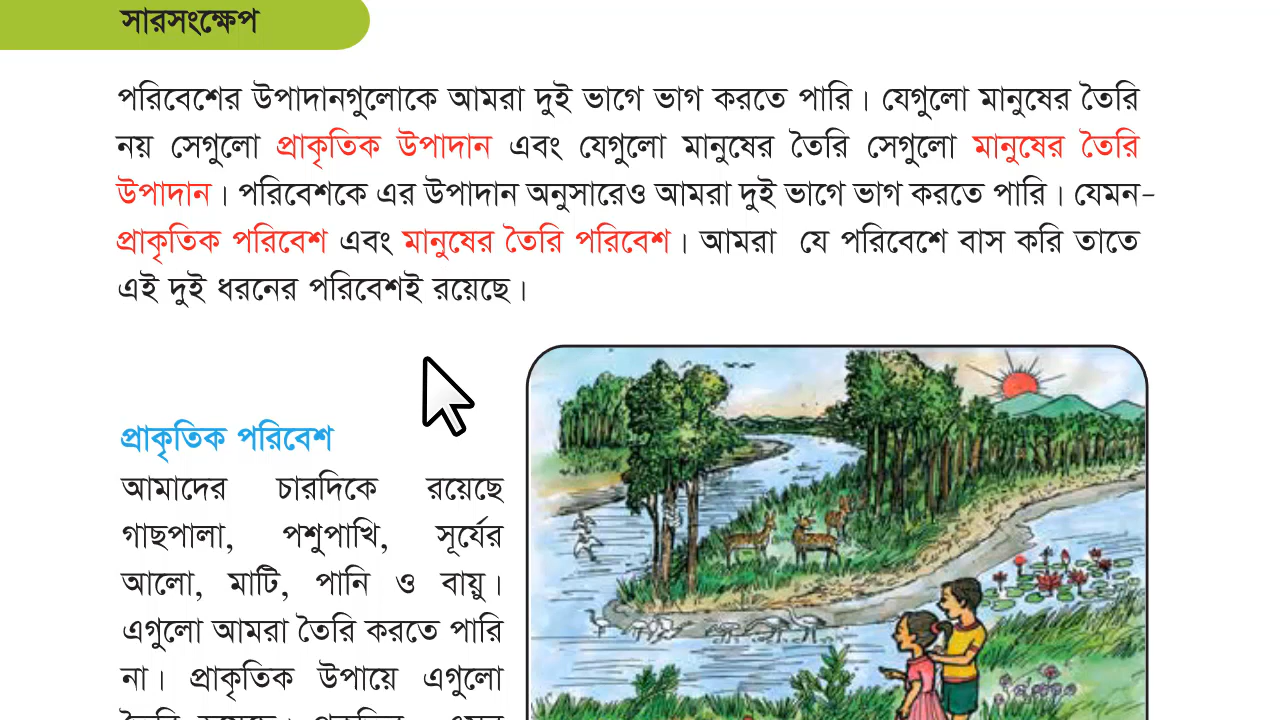 সারসংক্ষেপ
পরিবেশের উপাদানগুলোকে আমরা দুই ভাগে ভাগ করতে পারি। যেগুলো মানুষের তৈরি
নয় সেগুলো প্রাকৃতিক উপাদান এবং যেগুলো মানুষের তৈরি সেগুলো মানুষের তৈরি
উপাদান। পরিবেশকে এর উপাদান অনুসারেও আমরা দুই ভাগে ভাগ করতে পারি। যেমন-
প্রাকৃতিক পরিবেশ এবং মানুষের তৈরি পরিবেশ। আমরা যে পরিবেশে বাস করি তাতে
এই দুই ধরনের পরিবেশই রয়েছে।
প্রাকৃতিক পরিবেশ
আমাদের চারদিকে রয়েছে
গাছপালা, পশুপাখি, সূর্যের
আলো, মাটি, পানি ও বায়ু।
এগুলো আমরা তৈরি করতে পারি
না। প্রাকৃতিক উপায়ে এগুলো